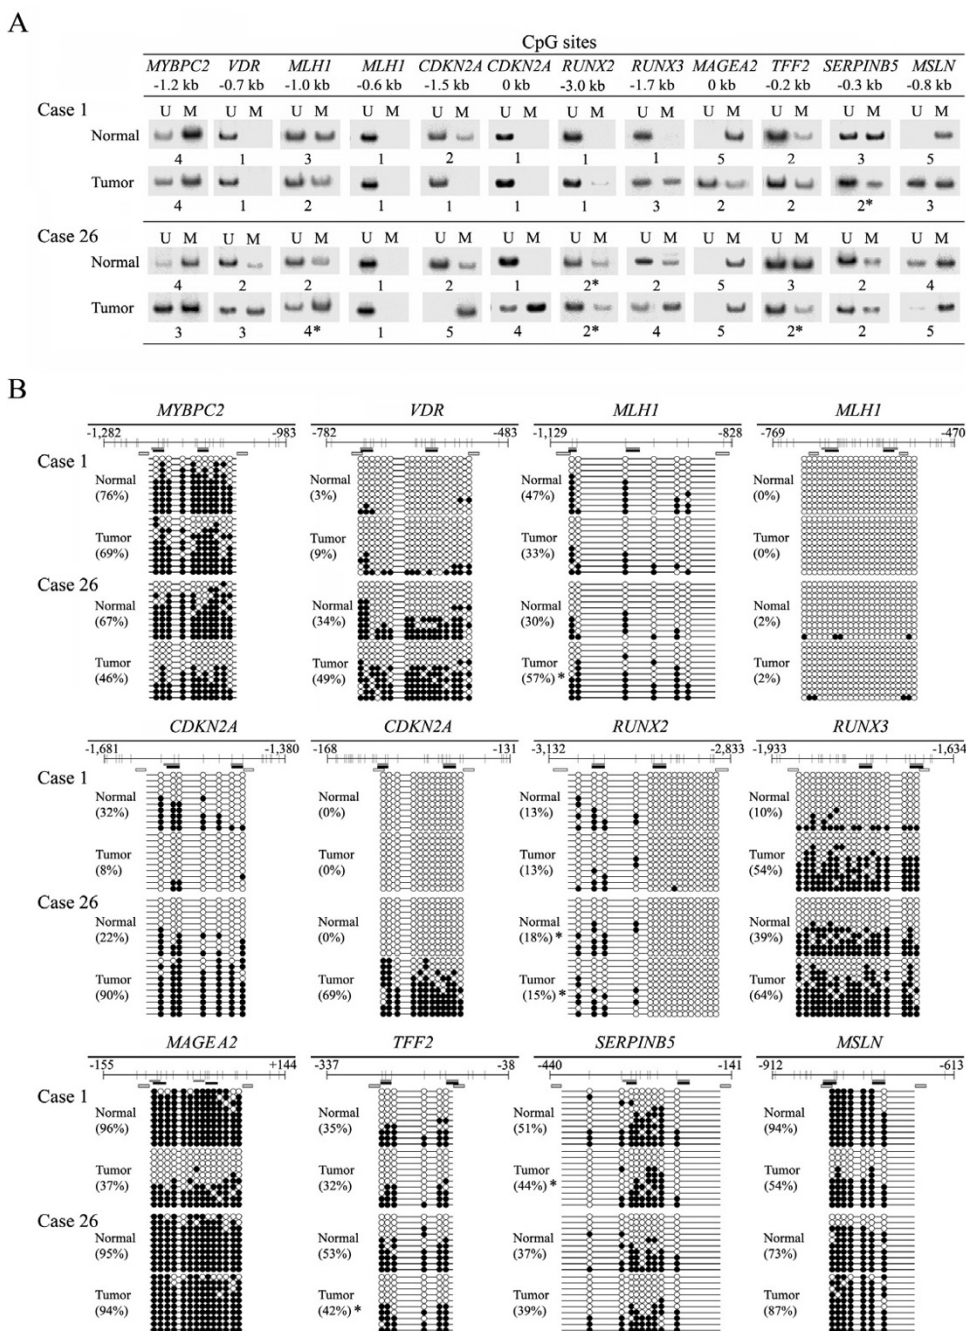 A
CpG sites
MYBPC2 VDR MLH1 MLH1 CDKN2A CDKN2A RUNX2 RUNX3 MAGEA2 TFF2 SERPINB5 MSLN
-1.2 kb -0.7 kb -1.0 kb -0.6 kb -1.5 kb 0 kb -3.0 kb -1.7 kb 0 kb -0.2 kb -0.3 kb -0.8 kb
Case 1
U M U M U M U M U M U M U M U M U M U M U M U M
Normal
4 1 3 1 2 1 1 1 5 2 3 5
Tumor
4 1 2 1 1 1 1 3 2 2 2* 3
Case 26
U M U M U M U M U M U M U M U M U M U M U M U M
Normal
4 2 2 1 2 1 2* 2 5 3 2 4
Tumor
3 3 4* 1 5 4 2* 4 5 2* 2 5
B
MYBPC2 VDR MLH1 MLH1
-1,282 -983 -782 -483 -1,129 -828 -769 -470
Case 1
Normal Normal Normal Normal
(76%) (3%) (47%) (0%)
Tumor Tumor Tumor Tumor
(69%) (9%) (33%) (0%)
Case 26
Normal Normal Normal Nomal
(67%) (34%) (30%) (2%)
Tumor Tumor Tumor Tumor
(46%) (49%) (57%) * (2%)
CDKN2A CDKN2A RUNX2 RUNX3
-1,681 -1,380 -168 -131 -3,132 -2,833 -1,933 -1,634
Case 1
Normal Normal Normal Normal
(32%) (0%) (13%) (10%)
Tumor Tumor Tumor Tumor
(8%) (0%) (13%) (54%)
Case 26
Normal Normal Normal Normal
(22%) (0%) (18%) * (39%)
Tumor Tumor Tumor Tumor
(90%) (69%) (15%) * (64%)
MAGEA2 TFF2 SERPINB5 MSLN
-155 +144 -337 -38 -440 -141 -912 -613
Case 1
Normal Normal Normal Normal
(96%) (35%) (51%) (94%)
Tumor Tumor Tumor Tumor
(37%) (32%) (44%) * (54%)
Case 26
Normal Normal Normal Normal
(95%) (53%) (37%) (73%)
Tumor Tumor Tumor Tumor
(94%) (42%) * (39%) (87%)